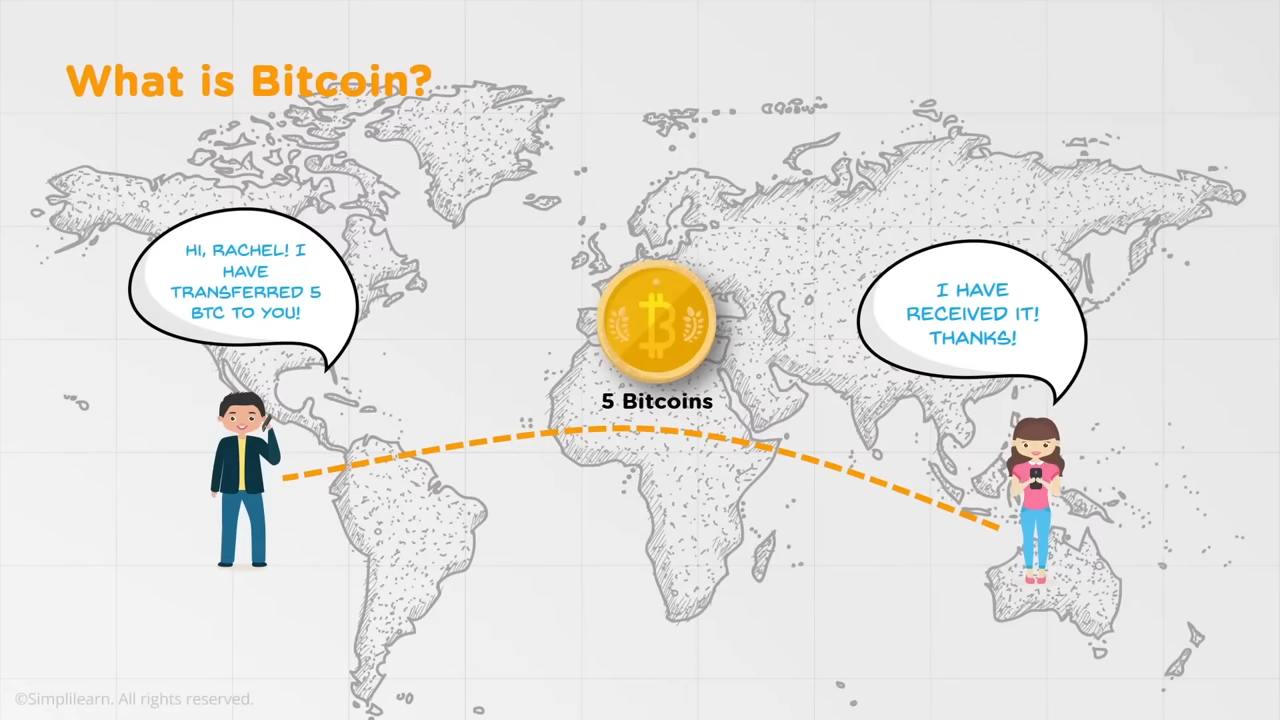 What is Bitcoin?
HI, RACHEL! I
HAVE
TRANSFERRED 5
BTC TO YOU!
I HAVE
RECEIVED IT!
THANKS!
5 Bitcoins
©Simplilearn. All rights reserved.